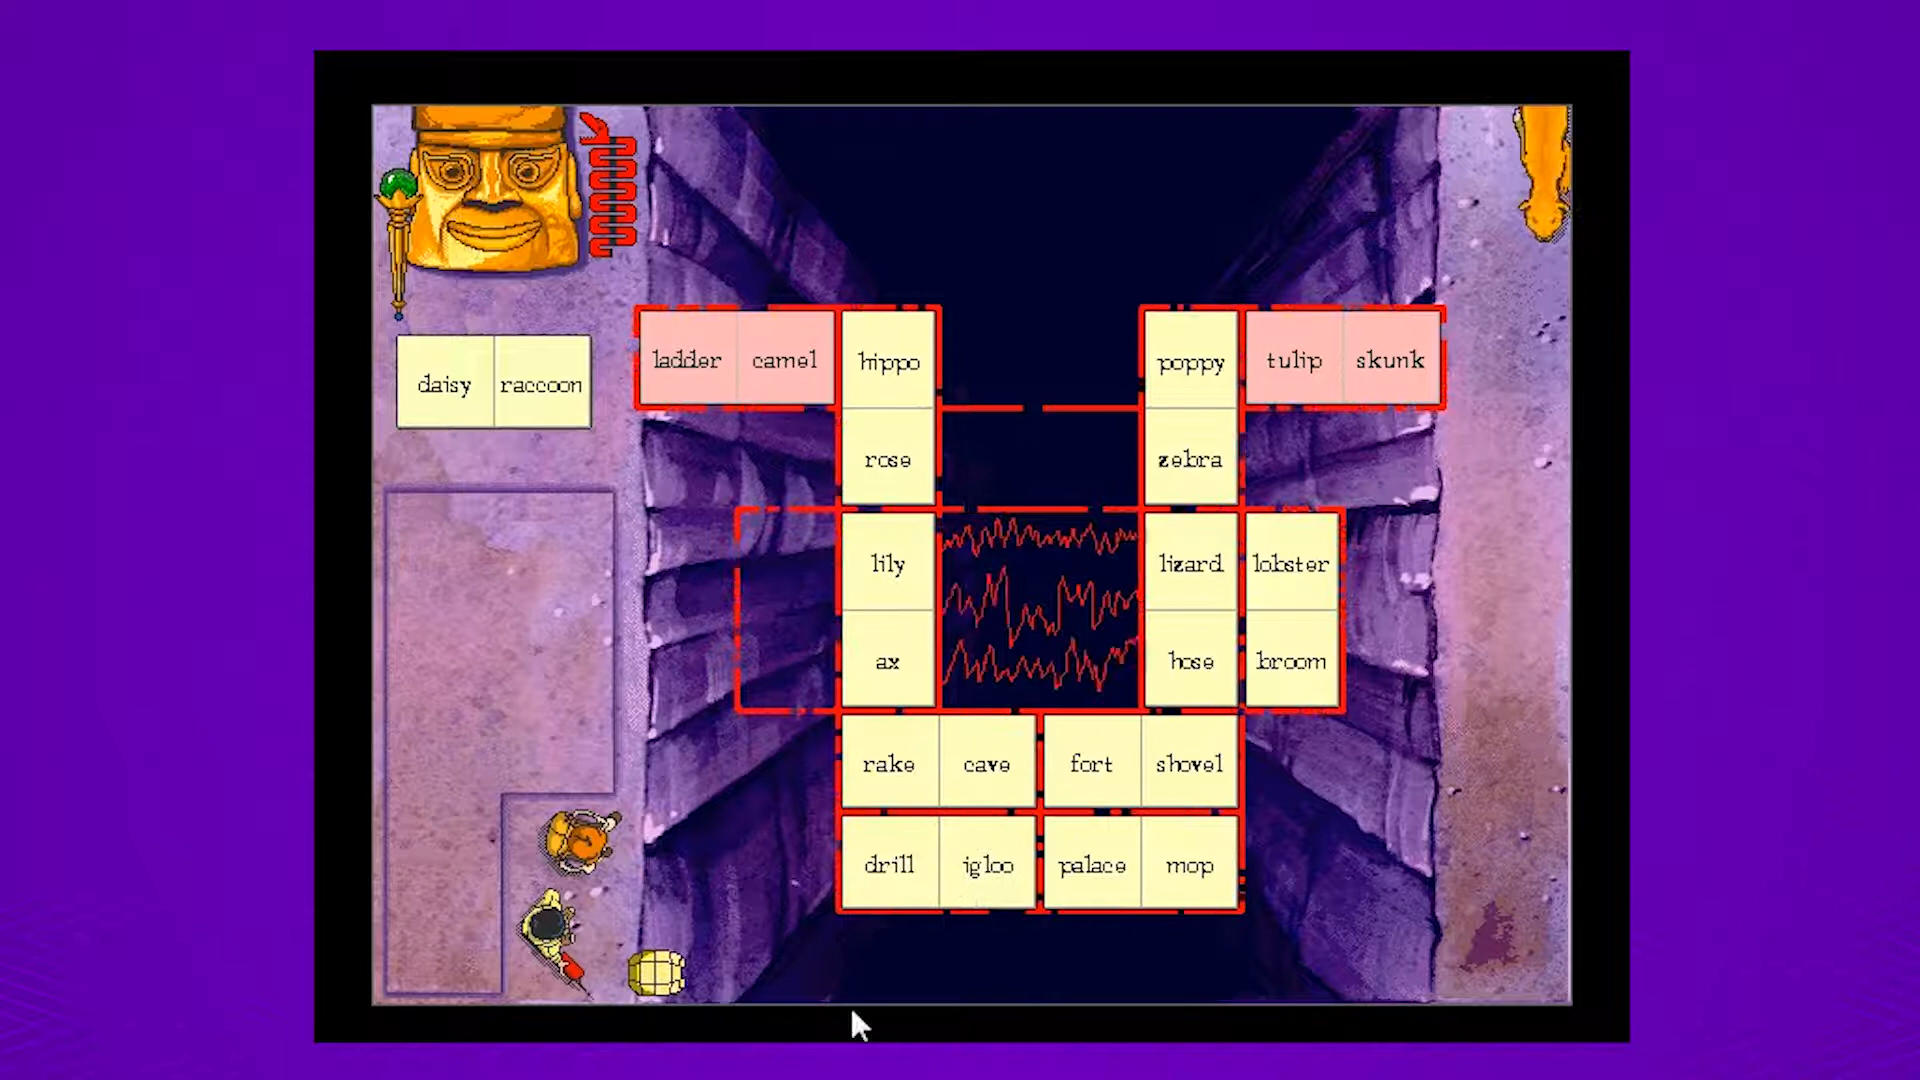 ladder camel hippo poppy tulip skunk
daisy raccoon
rose zebra
lily lizard lobster
ax hose broom
rake cave fort shovel
drill igloo palace mop